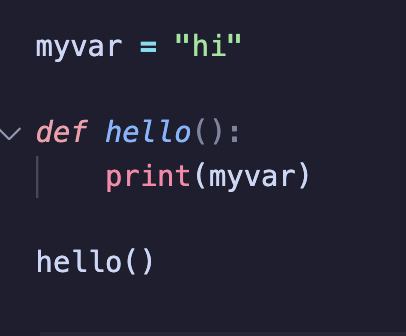 myvar = "hi"
def hello():
    print(myvar)
hello()